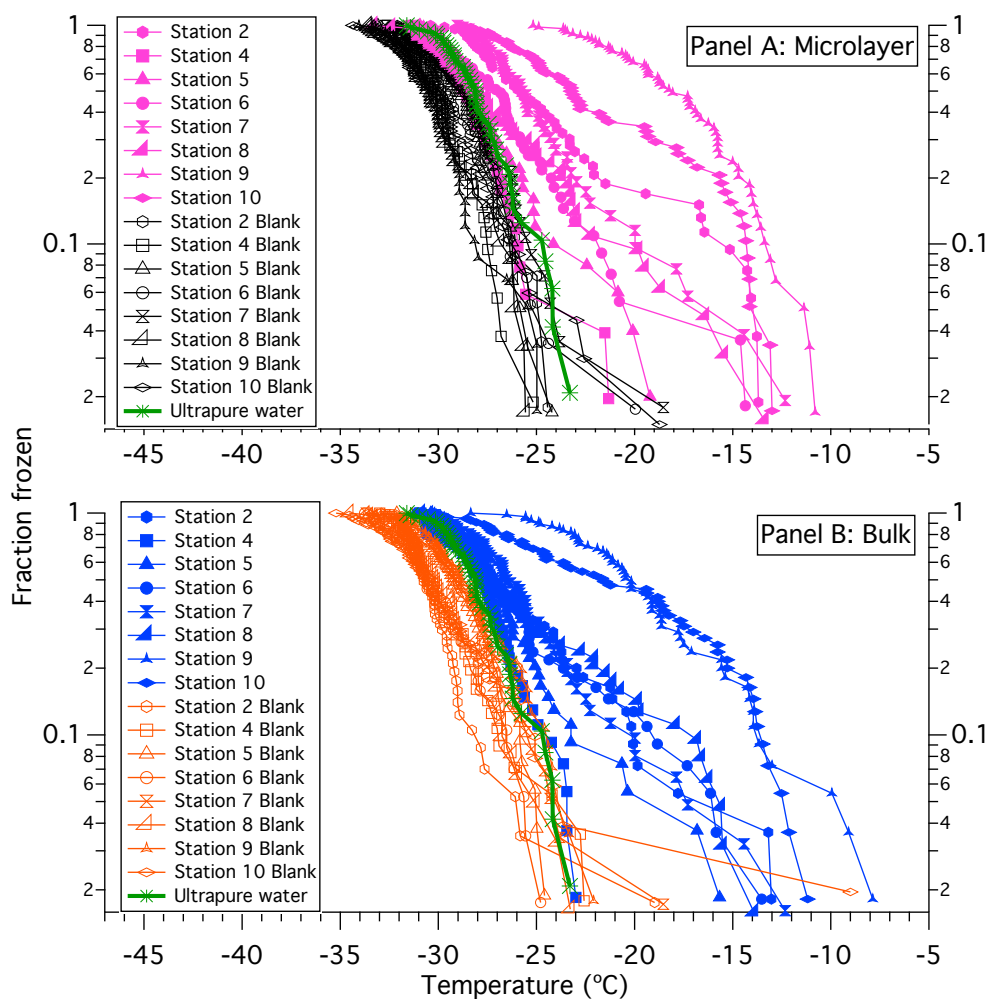 Fraction frozen
Panel A: Microlayer
1
8
6
4
2
0.1
8
6
4
2
Station 2
Station 4
Station 5
Station 6
Station 7
Station 8
Station 9
Station 10
Station 2 Blank
Station 4 Blank
Station 5 Blank
Station 6 Blank
Station 7 Blank
Station 8 Blank
Station 9 Blank
Station 10 Blank
Ultrapure water
1
8
6
4
2
0.1
8
6
4
2
-45 -40 -35 -30 -25 -20 -15 -10 -5
Panel B: Bulk
1
8
6
4
2
0.1
8
6
4
2
Station 2
Station 4
Station 5
Station 6
Station 7
Station 8
Station 9
Station 10
Station 2 Blank
Station 4 Blank
Station 5 Blank
Station 6 Blank
Station 7 Blank
Station 8 Blank
Station 9 Blank
Station 10 Blank
Ultrapure water
1
8
6
4
2
0.1
8
6
4
2
-45 -40 -35 -30 -25 -20 -15 -10 -5
Temperature (ºC)